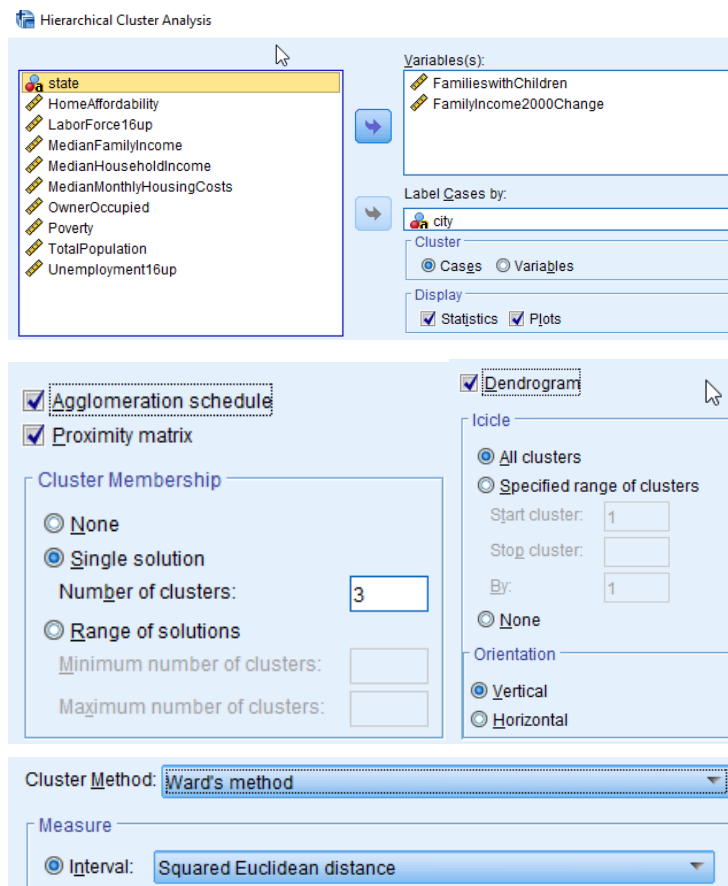 Hierarchical Cluster Analysis
Variables(s):
state
HomeAffordability
LaborForce16up
MedianFamilyIncome
MedianHouseholdIncome
MedianMonthlyHousingCosts
OwnerOccupied
Poverty
TotalPopulation
Unemployment16up
FamilieswithChildren
FamilyIncome2000Change
Label Cases by:
city
Cluster
Cases Variables
Display
Statistics Plots
Agglomeration schedule
Proximity matrix
Cluster Membership
None
Single solution
Number of clusters: 3
Range of solutions
Minimum number of clusters:
Maximum number of clusters:
Dendrogram
Icicle
All clusters
Specified range of clusters
Start cluster: 1
Stop cluster:
By: 1
None
Orientation
Vertical
Horizontal
Cluster Method: Ward's method
Measure
Interval: Squared Euclidean distance